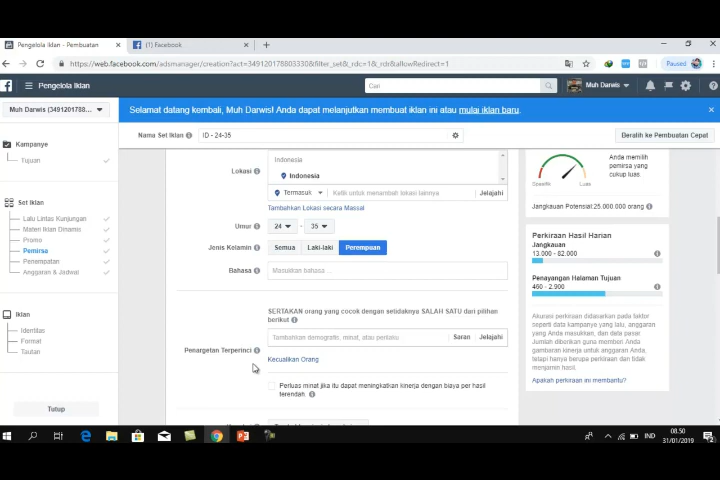 Pengelola Iklan - Pembuatan
(1) Facebook
https://web.facebook.com/adsmanager/creation?act=349120178803330&filter_set&_rdc=1&_rdr&allowRedirect=1
Paused
Pengelola Iklan
Cari
Muh Darwis
Muh Darwis (3491201788...
Selamat datang kembali, Muh Darwis! Anda dapat melanjutkan membuat iklan ini atau mulai iklan baru.
Nama Set Iklan
ID - 24-35
Beralih ke Pembuatan Cepat
Kampanye
Tujuan
Set Iklan
Lalu Lintas Kunjungan
Materi Iklan Dinamis
Promo
Pemirsa
Penempatan
Anggaran & Jadwal
Iklan
Identitas
Format
Tautan
Tutup
Lokasi
Indonesia
Indonesia
Termasuk
Ketik untuk menambah lokasi lainnya
Jelajahi
Tambahkan Lokasi secara Massal
Umur
24
-
35
Jenis Kelamin
Semua
Laki-laki
Perempuan
Bahasa
Masukkan bahasa ...
SERTAKAN orang yang cocok dengan setidaknya SALAH SATU dari pilihan
berikut
Penargetan Terperinci
Tambahkan demografis, minat, atau perilaku
Saran
Jelajahi
Kecualikan Orang
Perluas minat jika itu dapat meningkatkan kinerja dengan biaya per hasil
terendah.
Anda memilih
pemirsa yang
cukup luas.
Spesifik
Luas
Jangkauan Potensial:25.000.000 orang
Perkiraan Hasil Harian
Jangkauan
13.000 - 82.000
Penayangan Halaman Tujuan
460 - 2.900
Akurasi perkiraan didasarkan pada faktor
seperti data kampanye yang lalu, anggaran
yang Anda masukkan, dan data pasar.
Jumlah diberikan guna memberi Anda
gambaran kinerja untuk anggaran Anda,
tetapi hanya berupa perkiraan dan tidak
menjamin hasil.
Apakah perkiraan ini membantu?
IND
08.50
31/01/2019